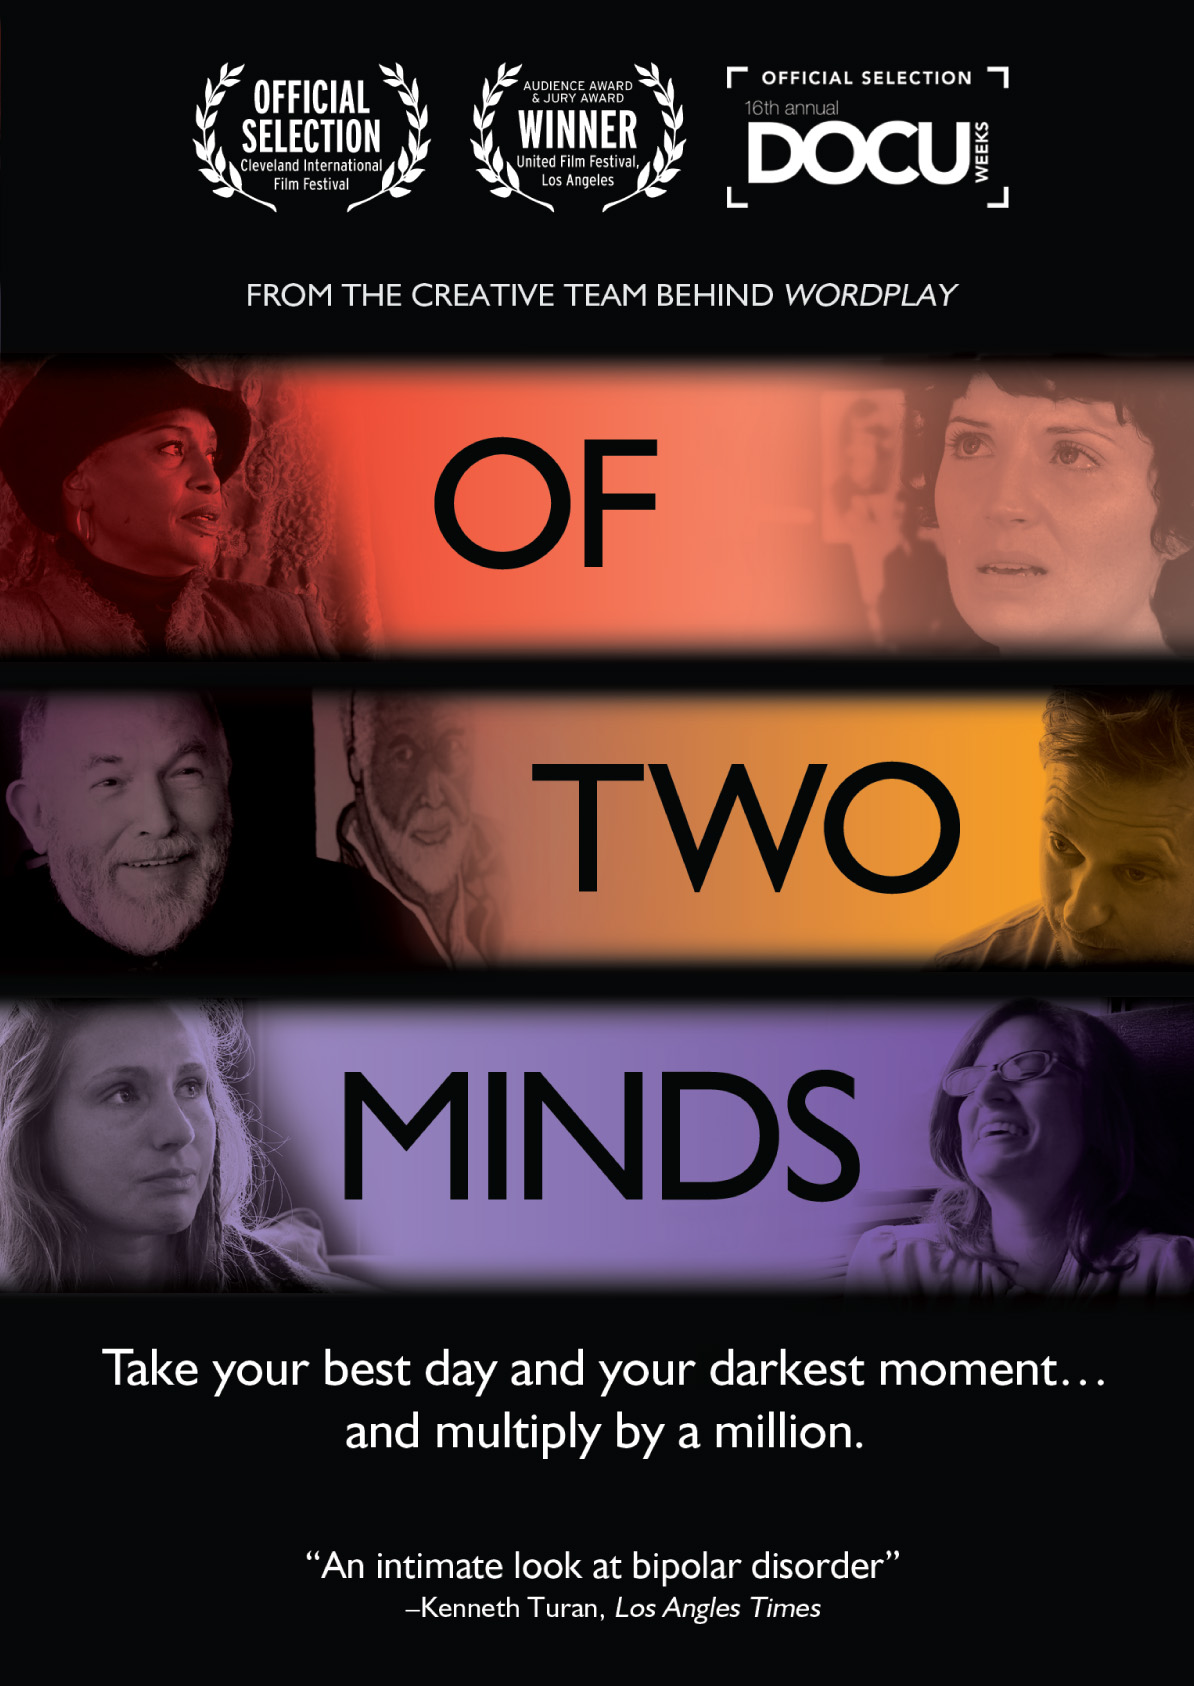 OFFICIAL
SELECTION
Cleveland International
Film Festival
AUDIENCE AWARD
& JURY AWARD
WINNER
United Film Festival,
Los Angeles
OFFICIAL SELECTION
16th annual
DOCU
WEEKS
FROM THE CREATIVE TEAM BEHIND WORDPLAY
OF
TWO
MINDS
Take your best day and your darkest moment…
and multiply by a million.
“An intimate look at bipolar disorder”
–Kenneth Turan, Los Angles Times